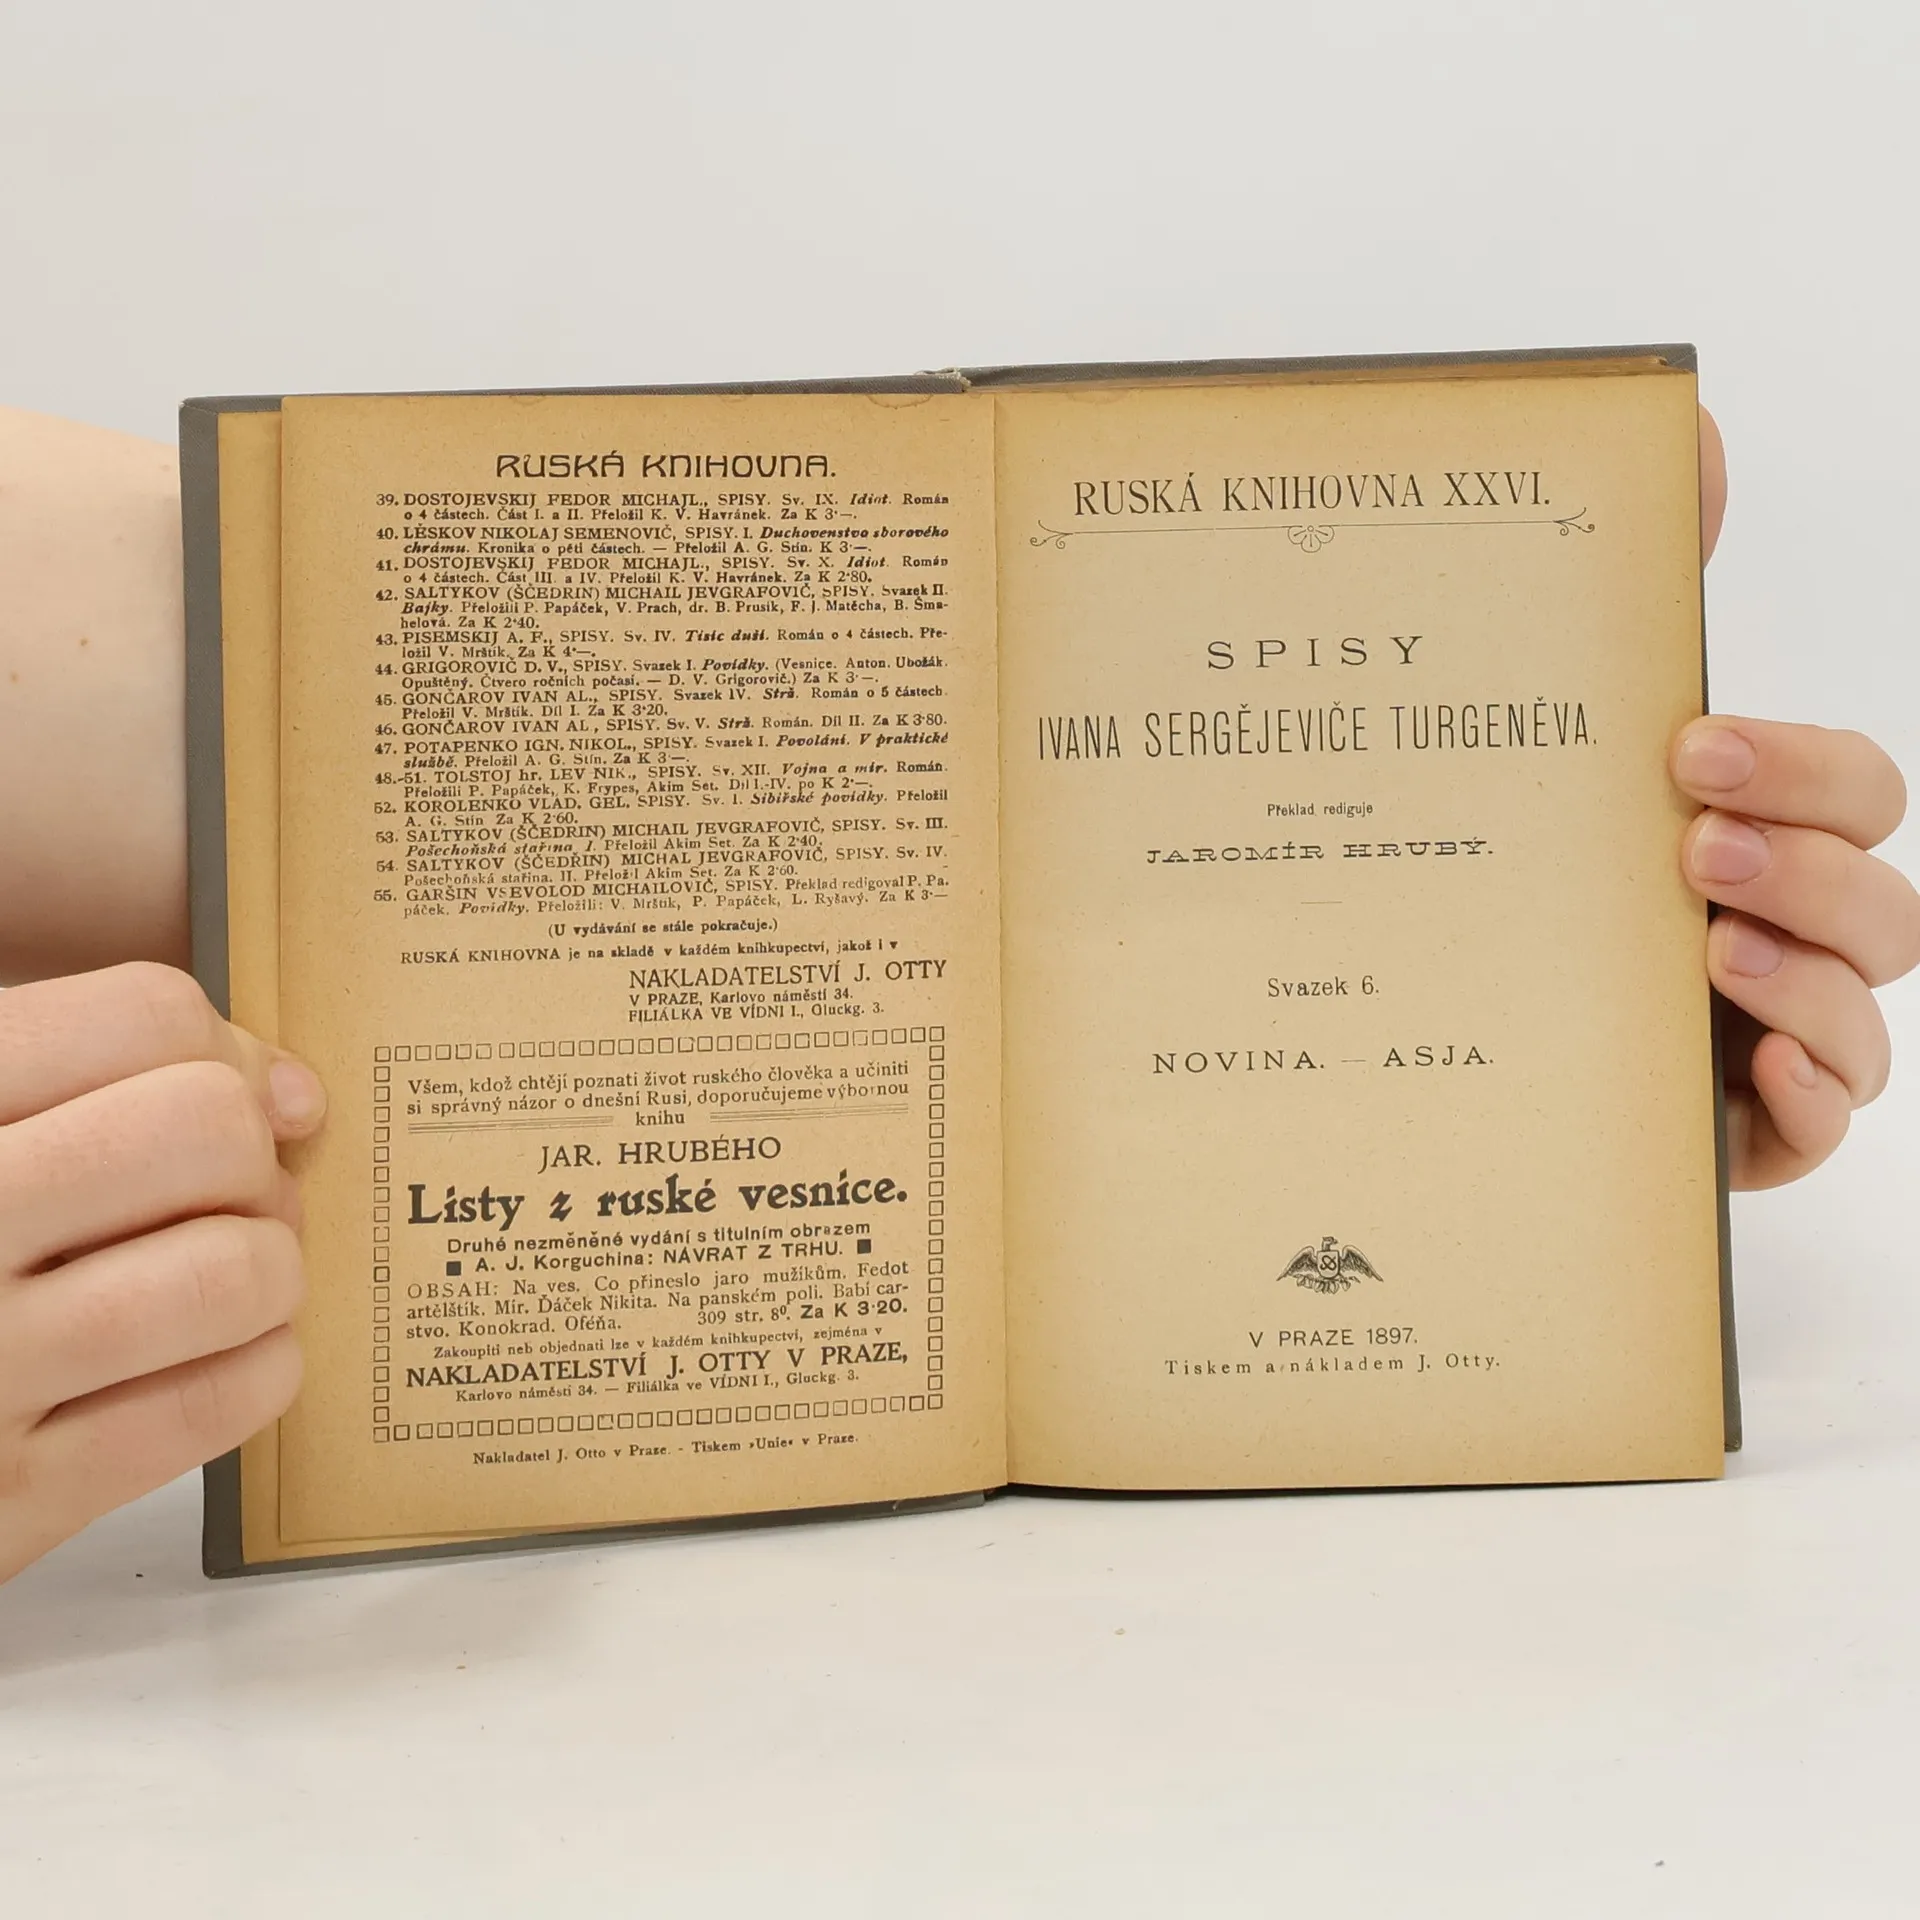 RUSKÁ KNIHOVNA.
39. DOSTOJEVSKIJ FEDOR MICHAJL., SPISY. Sv. IX. Idiot. Román
o 4 částech. Část I. a II. Přeložil K. V. Havránek. Za K 3·—.
40. LĚSKOV NIKOLAJ SEMENOVIČ, SPISY. I. Duchovenstvo sborového
chrámu. Kronika o pěti částech. — Přeložil A. G. Stín. K 3·—.
41. DOSTOJEVSKIJ FEDOR MICHAJL., SPISY. Sv. X. Idiot. Román
o 4 částech. Část III. a IV. Přeložil K. V. Havránek. Za K 2·80.
42. SALTYKOV (ŠČEDRIN) MICHAIL JEVGRAFOVIČ, SPISY. Svazek II.
Bajky. Přeložili P. Papáček, V. Prach, dr. B. Prusík, F. J. Matěcha, B. Šma-
helová. Za K 2·40.
43. PISEMSKIJ A. F., SPISY. Sv. IV. Tisíc duší. Román o 4 částech. Pře-
ložil V. Mrštík. Za K 4·—.
44. GRIGOROVIČ D. V., SPISY. Svazek I. Povídky. (Vesnice. Anton. Ubožák.
Opuštěný. Čtvero ročních počasí. — D. V. Grigorovič.) Za K 3·—.
45. GONČAROV IVAN AL., SPISY. Svazek IV. Strž. Román o 5 částech.
Přeložil V. Mrštík. Díl I. Za K 3·20.
46. GONČAROV IVAN AL, SPISY. Sv. V. Strž. Román. Díl II. Za K 3·80.
47. POTAPENKO IGN. NIKOL., SPISY. Svazek I. Povolání. V praktické
službě. Přeložil A. G. Stín. Za K 3·—.
48.-51. TOLSTOJ hr. LEV NIK., SPISY. Sv. XII. Vojna a mír. Román.
Přeložili P. Papáček, K. Frypes, Akim Set. Díl I.-IV. po K 2·—.
52. KOROLENKO VLAD. GEL. SPISY. Sv. I. Sibiřské povídky. Přeložil
A. G. Stín Za K 2·60.
53. SALTYKOV (ŠČEDRIN) MICHAIL JEVGRAFOVIČ, SPISY. Sv. III.
Pošechoňská stařina. I. Přeložil Akim Set. Za K 2·40.
54. SALTYKOV (ŠČEDŘIN) MICHAL JEVGRAFOVIČ, SPISY. Sv. IV.
Pošechoňská stařina. II. Přeložil Akim Set. Za K 2·60.
55. GARŠIN VSEVOLOD MICHAILOVIČ, SPISY. Překlad redigoval P. Pa.
páček. Povídky. Přeložili: V. Mrštík, P. Papáček, L. Ryšavý. Za K 3·—
(U vydávání se stále pokračuje.)
RUSKÁ KNIHOVNA je na skladě v každém knihkupectví, jakož i v
NAKLADATELSTVÍ J. OTTY
V PRAZE, Karlovo náměstí 34.
FILIÁLKA VE VÍDNI I., Gluckg. 3.
Všem, kdož chtějí poznati život ruského člověka a učiniti
si správný názor o dnešní Rusi, doporučujeme výbornou
knihu
JAR. HRUBÉHO
Listy z ruské vesnice.
Druhé nezměněné vydání s titulním obrazem
A. J. Korguchina: NÁVRAT Z TRHU.
OBSAH: Na ves. Co přineslo jaro mužíkům. Fedot
artělštík. Mír. Ďáček Nikita. Na panském poli. Babí car-
stvo. Konokrad. Oféňa. 309 str. 8⁰. Za K 3·20.
Zakoupiti neb objednati lze v každém knihkupectví, zejména v
NAKLADATELSTVÍ J. OTTY V PRAZE,
Karlovo náměstí 34. — Filiálka ve VÍDNI I., Gluckg. 3.
Nakladatel J. Otto v Praze. - Tiskem »Unie« v Praze.
RUSKÁ KNIHOVNA XXVI.
SPISY
IVANA SERGĚJEVIČE TURGENĚVA.
Překlad rediguje
JAROMÍR HRUBÝ.
Svazek 6.
NOVINA. — ASJA.
V PRAZE 1897.
Tiskem a nákladem J. Otty.